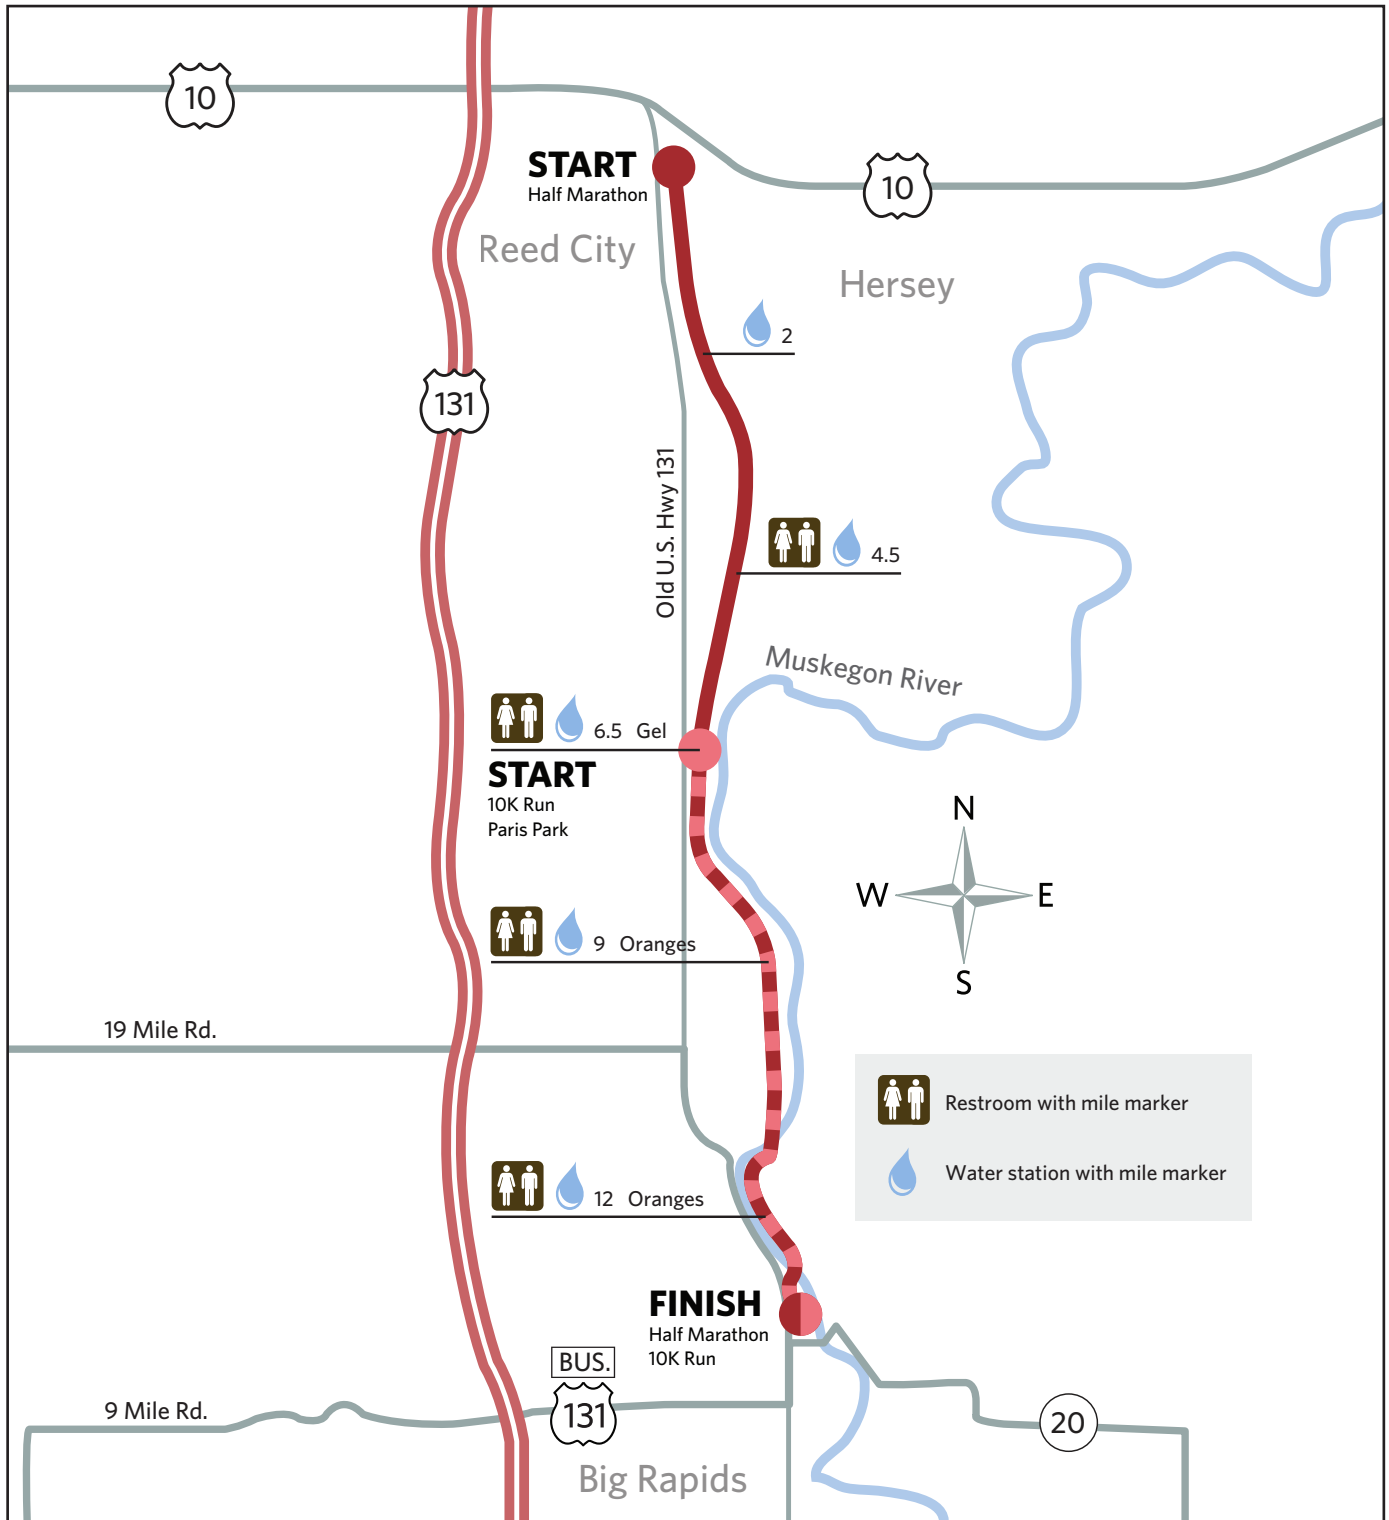 10
START
Half Marathon
10
Reed City
Hersey
2
131
Old U.S. Hwy 131
4.5
Muskegon River
6.5 Gel
START
10K Run
Paris Park
N
W E
S
9 Oranges
19 Mile Rd.
Restroom with mile marker
Water station with mile marker
12 Oranges
FINISH
Half Marathon
10K Run
BUS.
131
9 Mile Rd.
20
Big Rapids